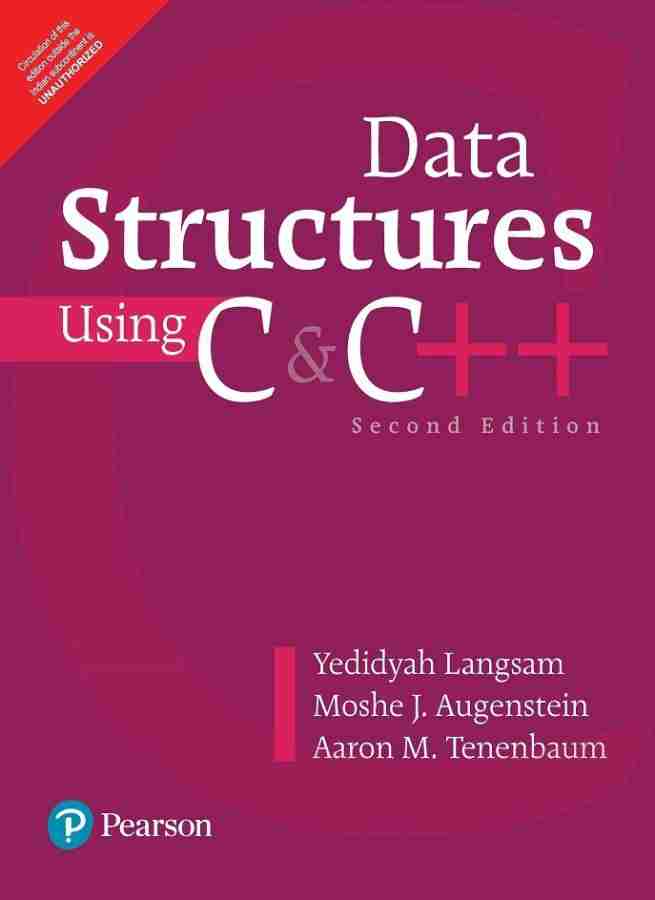 Circulation of this
edition outside the
Indian subcontinent is
UNAUTHORIZED
Data
Structures
Using C & C++
Second Edition
Yedidyah Langsam
Moshe J. Augenstein
Aaron M. Tenenbaum
Pearson